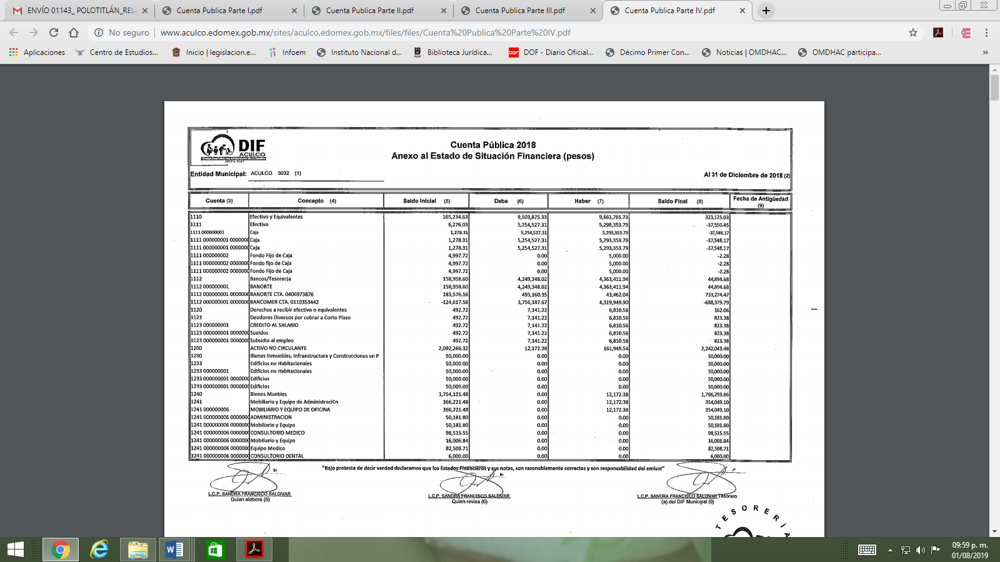 ENVÍO 01143_ POLOTITLÁN_REL
Cuenta Publica Parte I.pdf
Cuenta Publica Parte II.pdf
Cuenta Publica Parte III.pdf
Cuenta Publica Parte IV.pdf
No seguro
www.aculco.edomex.gob.mx/sites/aculco.edomex.gob.mx/files/files/Cuenta%20Publica%20Parte%20IV.pdf
Aplicaciones
Centro de Estudios...
Inicio | legislacion.e...
Infoem
Instituto Nacional d...
Biblioteca Jurídica...
DOF - Diario Oficial...
Décimo Primer Con...
Noticias | OMDHAC...
OMDHAC participa...
DIF
ACULCO
Cuenta Pública 2018
Anexo al Estado de Situación Financiera (pesos)
Entidad Municipal: ACULCO 3032 (1)
Al 31 de Diciembre de 2018 (2)
Cuenta (3) Concepto (4) Saldo Inicial (5) Debe (6) Haber (7) Saldo Final (8) Fecha de Antigüedad (9)
1110 Efectivo y Equivalentes 165,234.63 9,503,875.33 9,661,765.73 323,125.03
1111 Efectivo 6,276.03 5,254,527.31 5,298,353.79 -37,550.45
1111 000000001 Caja 1,278.31 5,254,527.31 5,293,353.79 -37,548.17
1111 000000001 0000000 Caja 1,278.31 5,254,527.31 5,293,353.79 -37,548.17
1111 000000001 0000000 Caja 1,278.31 5,254,527.31 5,293,353.79 -37,548.17
1111 000000002 Fondo Fijo de Caja 4,997.72 0.00 5,000.00 -2.28
1111 000000002 0000000 Fondo fijo de Caja 4,997.72 0.00 5,000.00 -2.28
1111 000000002 0000000 Fondo Fijo de Caja 4,997.72 0.00 5,000.00 -2.28
1112 Bancos/Tesorería 158,958.60 4,249,348.02 4,363,411.94 44,894.68
1112 000000001 BANORTE 158,958.60 4,249,348.02 4,363,411.94 44,894.68
1112 000000001 0000000 BANORTE CTA. 0406973876 283,576.16 493,160.35 43,462.04 733,274.47
1112 000000001 0000000 BANCOMER CTA. 0110353442 -124,617.56 3,756,187.67 4,319,949.90 -688,379.79
1120 Derechos a recibir efectivo o equivalentes 492.72 7,141.22 6,810.56 162.06
1123 Deudores Diversos por cobrar a Corto Plazo 492.72 7,141.22 6,810.56 823.38
1123 000000001 CREDITO AL SALARIO 492.72 7,141.22 6,810.56 823.38
1123 000000001 0000000 Sueldos 492.72 7,141.22 6,810.56 823.38
1123 000000001 0000000 Subsidio al empleo 492.72 7,141.22 6,810.56 823.38
1200 ACTIVO NO CIRCULANTE 2,092,266.32 12,172.38 161,949.54 2,242,043.48
1230 Bienes Inmuebles, Infraestructura y Construcciones en P 50,000.00 0.00 0.00 50,000.00
1233 Edificios no Habitacionales 50,000.00 0.00 0.00 50,000.00
1233 000000001 Edificios no Habitacionales 50,000.00 0.00 0.00 50,000.00
1233 000000001 0000000 Edificios 50,000.00 0.00 0.00 50,000.00
1233 000000001 0000000 Edificios 50,000.00 0.00 0.00 50,000.00
1240 Bienes Muebles 1,754,121.48 0.00 12,172.38 1,766,293.86
1241 Mobiliario y Equipo de Administración 366,221.48 0.00 12,172.38 354,049.10
1241 000000006 MOBILIARIO Y EQUIPO DE OFICINA 366,221.48 0.00 12,172.38 354,049.10
1241 000000006 0000000 ADMINISTRACION 50,181.80 0.00 0.00 50,181.80
1241 000000006 0000000 Mobiliario y Equipo 50,181.80 0.00 0.00 50,181.80
1241 000000006 0000000 CONSULTORIO MEDICO 98,515.55 0.00 0.00 98,515.55
1241 000000006 0000000 Mobiliario y Equipo 16,006.84 0.00 0.00 16,006.84
1241 000000006 0000000 Equipo Medico 82,508.71 0.00 0.00 82,508.71
1241 000000006 0000000 CONSULTORIO DENTAL 6,000.00 0.00 0.00 6,000.00
"Bajo protesta de decir verdad declaramos que los Estados Financieros y sus notas, son razonablemente correctos y son responsabilidad del emisor"
L.C.P. SANDRA FRANCISCO SALDIVAR
Quien elabora (5)
L.C.P. SANDRA FRANCISCO SALDIVAR
Quien revisa (6)
L.C.P. SANDRA FRANCISCO SALDIVAR Tesorero
(a) del DIF Municipal (9)
TESORERÍA
09:59 p. m.
01/08/2019